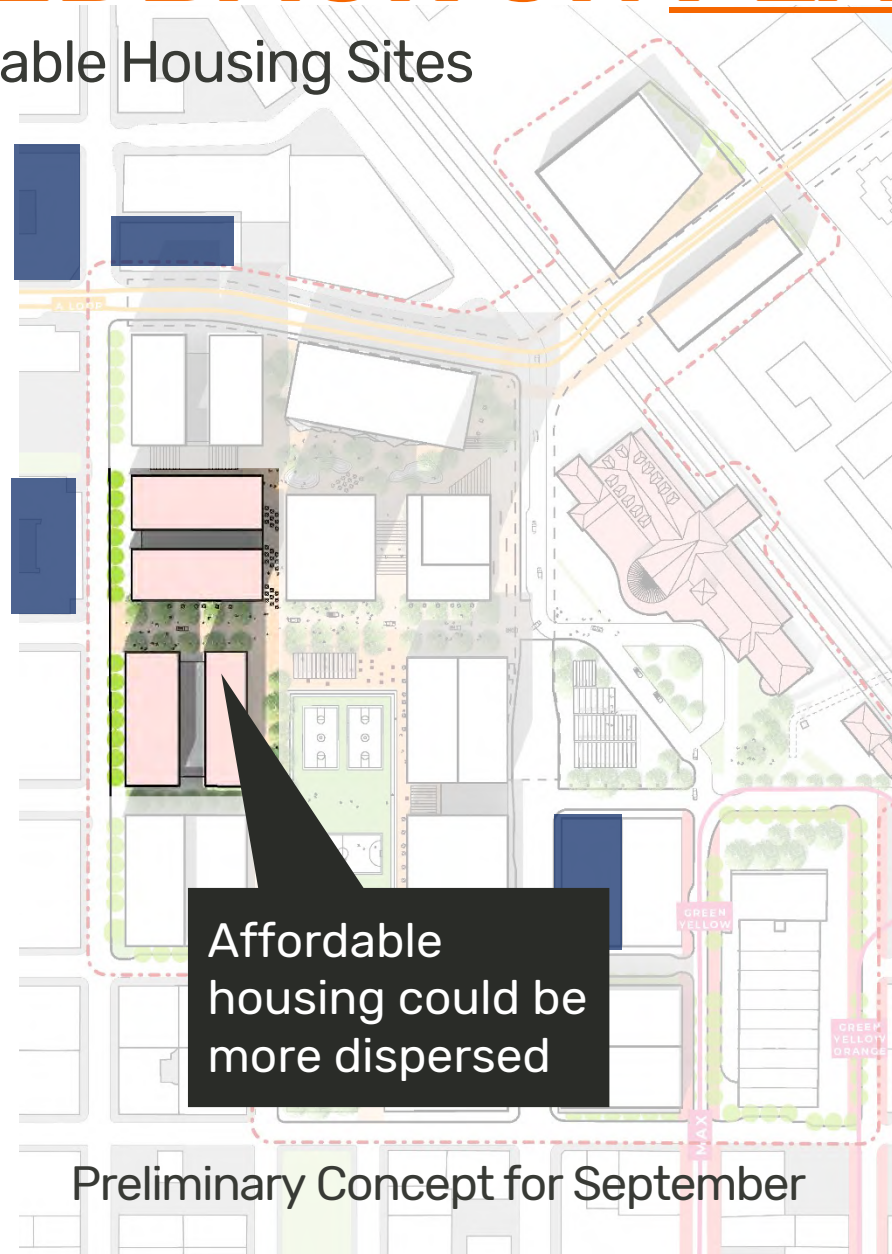 able Housing Sites
A LOOP
GREEN
YELLOW
Affordable
housing could be
more dispersed
GREEN
YELLOW
ORANGE
MAX
Preliminary Concept for September